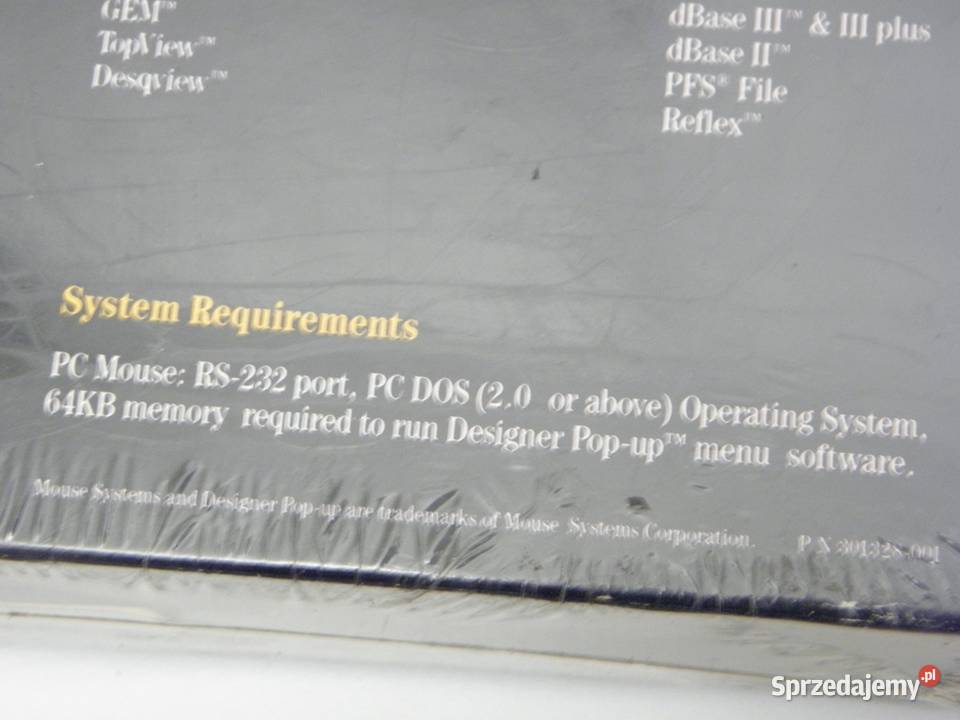 GEM™
TopView™
Desqview™
dBase III™ & III plus
dBase II™
PFS® File
Reflex™
System Requirements
PC Mouse: RS-232 port, PC DOS (2.0 or above) Operating System,
64KB memory required to run Designer Pop-up™ menu software.
Mouse Systems and Designer Pop-up are trademarks of Mouse Systems Corporation. P/N 301328-001
Sprzedajemy.pl